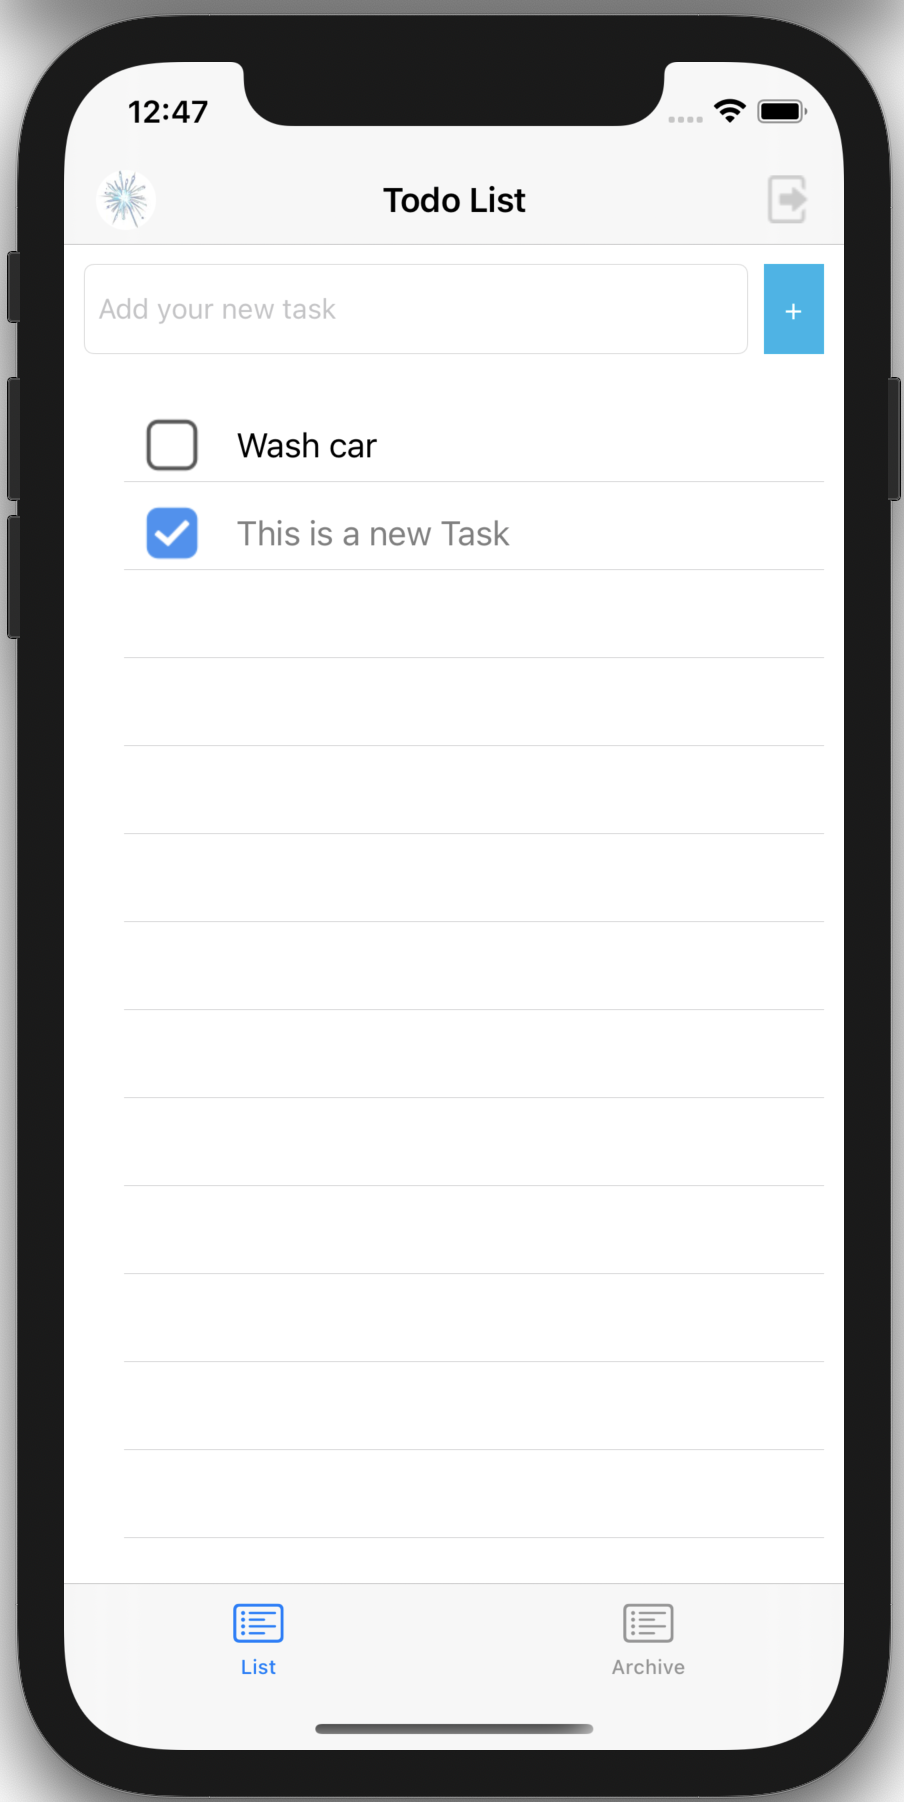 12:47
Todo List
Add your new task
+
Wash car
This is a new Task
List
Archive